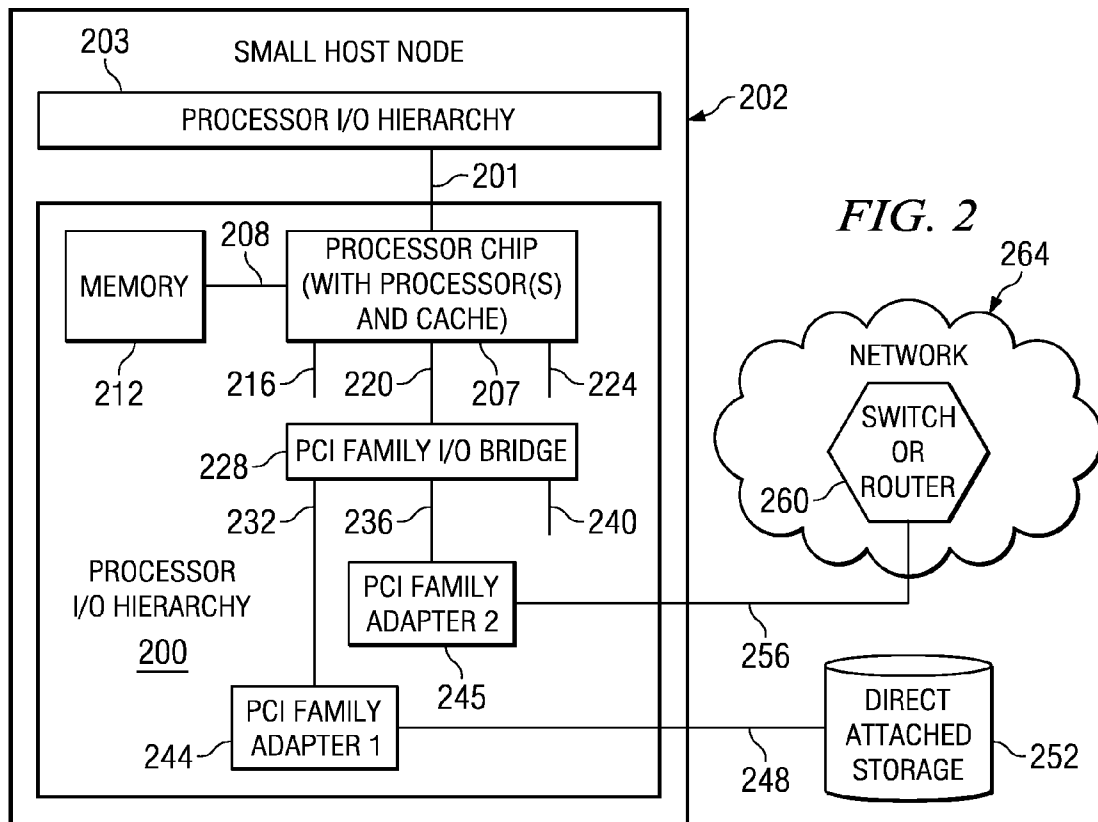 203
SMALL HOST NODE
202
PROCESSOR I/O HIERARCHY
201
FIG. 2
264
MEMORY
208
PROCESSOR CHIP
(WITH PROCESSOR(S)
AND CACHE)
212
216
220
207
224
NETWORK
SWITCH
OR
ROUTER
260
228
PCI FAMILY I/O BRIDGE
232
236
240
PROCESSOR
I/O HIERARCHY
200
PCI FAMILY
ADAPTER 2
245
256
244
PCI FAMILY
ADAPTER 1
248
DIRECT
ATTACHED
STORAGE
252